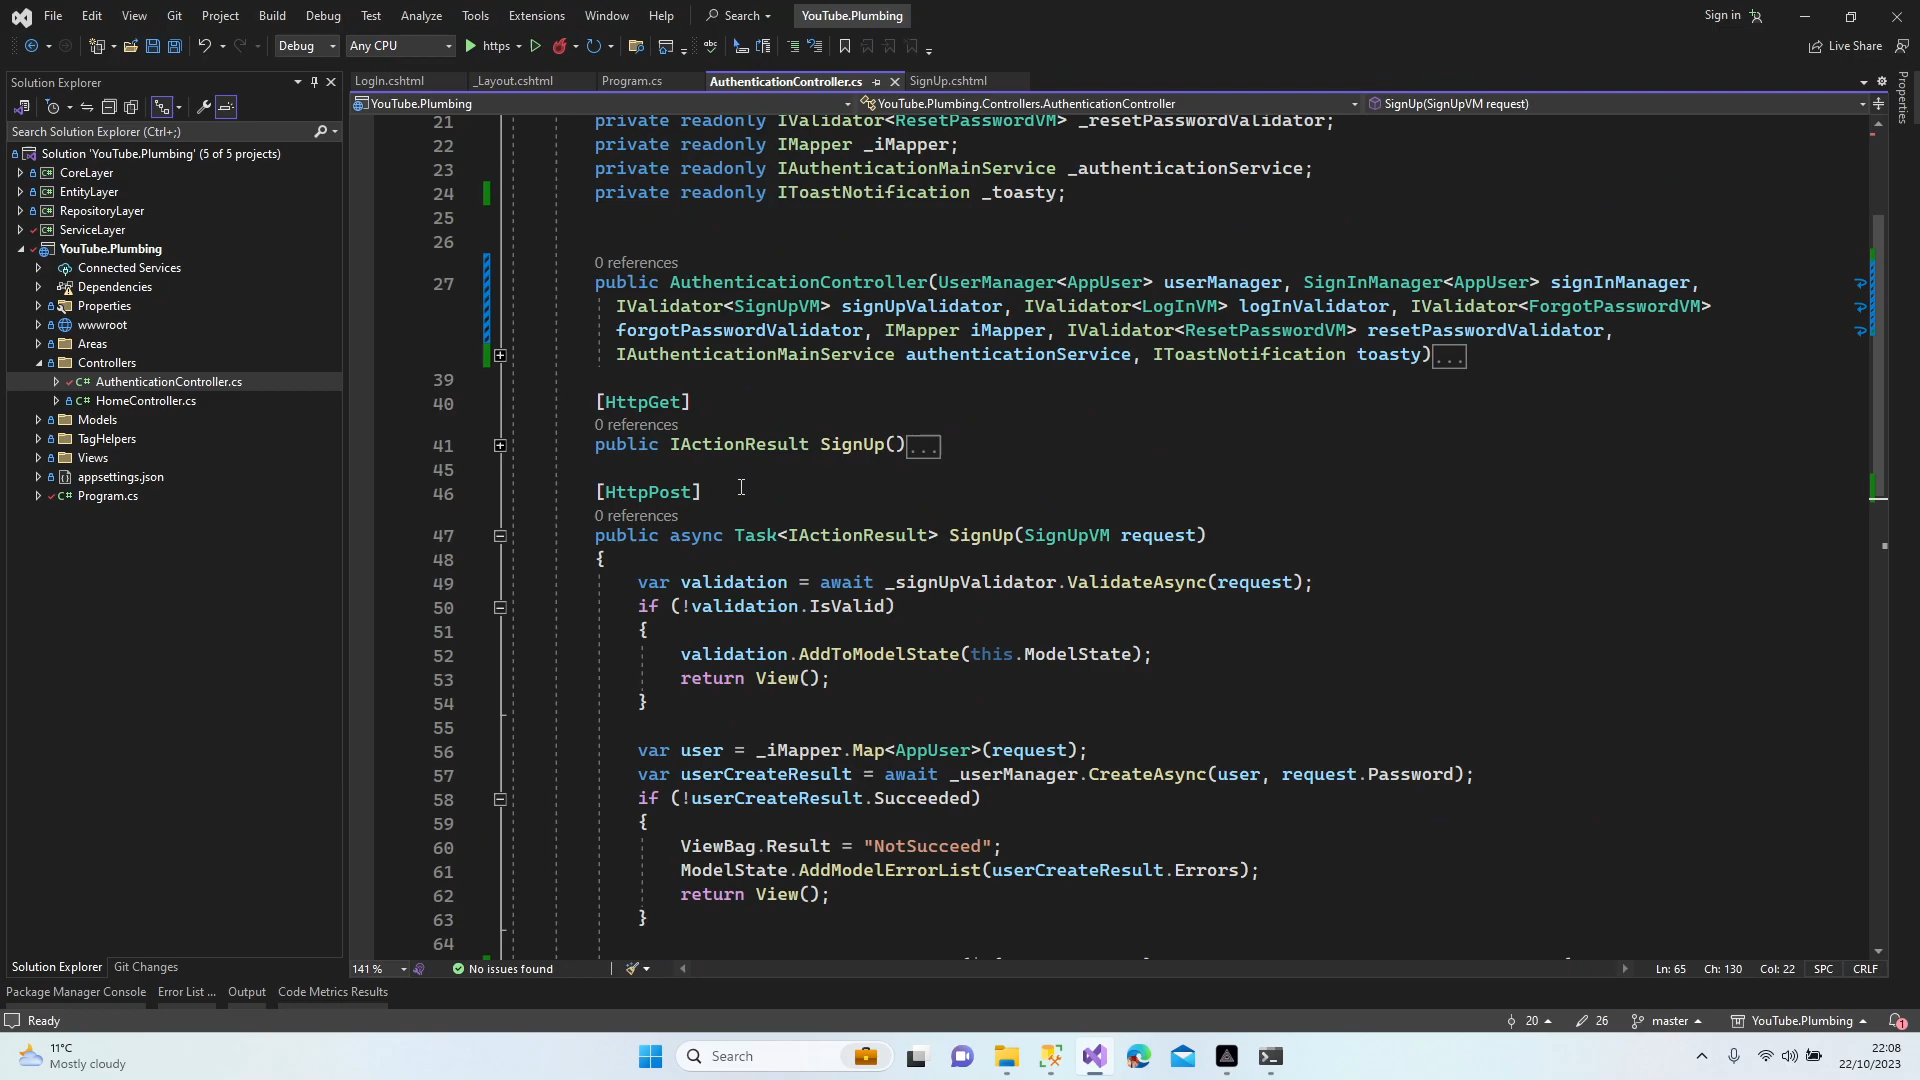 File Edit View Git Project Build Debug Test Analyze Tools Extensions Window Help Search YouTube.Plumbing Sign in
Debug Any CPU https Live Share
Solution Explorer
Search Solution Explorer (Ctrl+;)
Solution 'YouTube.Plumbing' (5 of 5 projects)
CoreLayer
EntityLayer
RepositoryLayer
ServiceLayer
YouTube.Plumbing
Connected Services
Dependencies
Properties
wwwroot
Areas
Controllers
C# AuthenticationController.cs
C# HomeController.cs
Models
TagHelpers
Views
appsettings.json
C# Program.cs
Solution Explorer Git Changes
LogIn.cshtml _Layout.cshtml Program.cs AuthenticationController.cs SignUp.cshtml
YouTube.Plumbing YouTube.Plumbing.Controllers.AuthenticationController SignUp(SignUpVM request)
Properties
21 private readonly IValidator<ResetPasswordVM> _resetPasswordValidator;
22 private readonly IMapper _iMapper;
23 private readonly IAuthenticationMainService _authenticationService;
24 private readonly IToastNotification _toasty;
25
26
0 references
27 public AuthenticationController(UserManager<AppUser> userManager, SignInManager<AppUser> signInManager,
IValidator<SignUpVM> signUpValidator, IValidator<LogInVM> logInValidator, IValidator<ForgotPasswordVM>
forgotPasswordValidator, IMapper iMapper, IValidator<ResetPasswordVM> resetPasswordValidator,
IAuthenticationMainService authenticationService, IToastNotification toasty)...
39
40 [HttpGet]
0 references
41 public IActionResult SignUp()...
45
46 [HttpPost]
0 references
47 public async Task<IActionResult> SignUp(SignUpVM request)
48 {
49 var validation = await _signUpValidator.ValidateAsync(request);
50 if (!validation.IsValid)
51 {
52 validation.AddToModelState(this.ModelState);
53 return View();
54 }
55
56 var user = _iMapper.Map<AppUser>(request);
57 var userCreateResult = await _userManager.CreateAsync(user, request.Password);
58 if (!userCreateResult.Succeeded)
59 {
60 ViewBag.Result = "NotSucceed";
61 ModelState.AddModelErrorList(userCreateResult.Errors);
62 return View();
63 }
64
141 % No issues found Ln: 65 Ch: 130 Col: 22 SPC CRLF
Package Manager Console Error List ... Output Code Metrics Results
Ready 20 26 master YouTube.Plumbing 1
11°C
Mostly cloudy
Search
22:08
22/10/2023